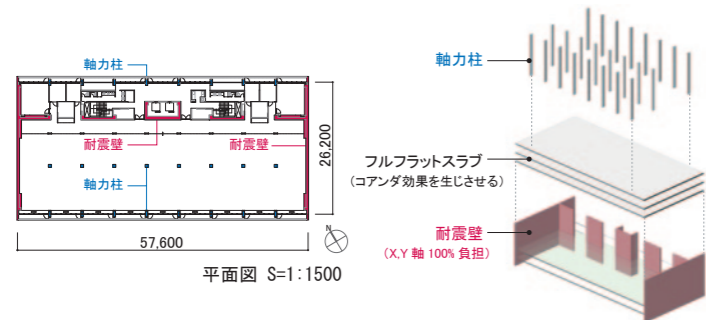 軸力柱
耐震壁
耐震壁
軸力柱
26,200
57,600
N
平面図 S=1:1500
軸力柱
フルフラットスラブ
(コアンダ効果を生じさせる)
耐震壁
(X,Y 軸 100% 負担)